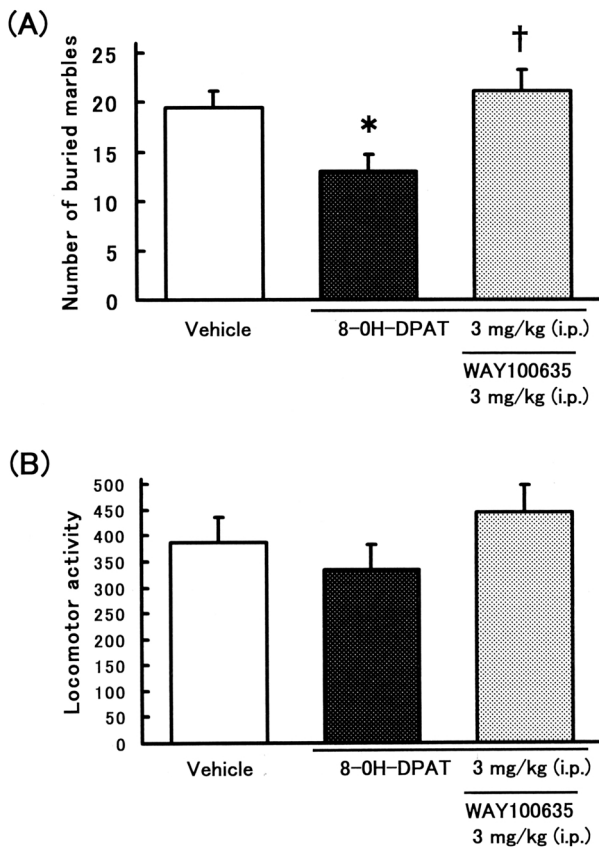 (A)
Number of buried marbles
25
20
15
10
5
0
*
†
Vehicle
8-0H-DPAT 3 mg/kg (i.p.)
WAY100635
3 mg/kg (i.p.)
(B)
Locomotor activity
500
450
400
350
300
250
200
150
100
50
0
Vehicle
8-0H-DPAT 3 mg/kg (i.p.)
WAY100635
3 mg/kg (i.p.)